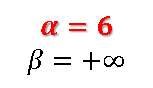 α = 6
β = +∞